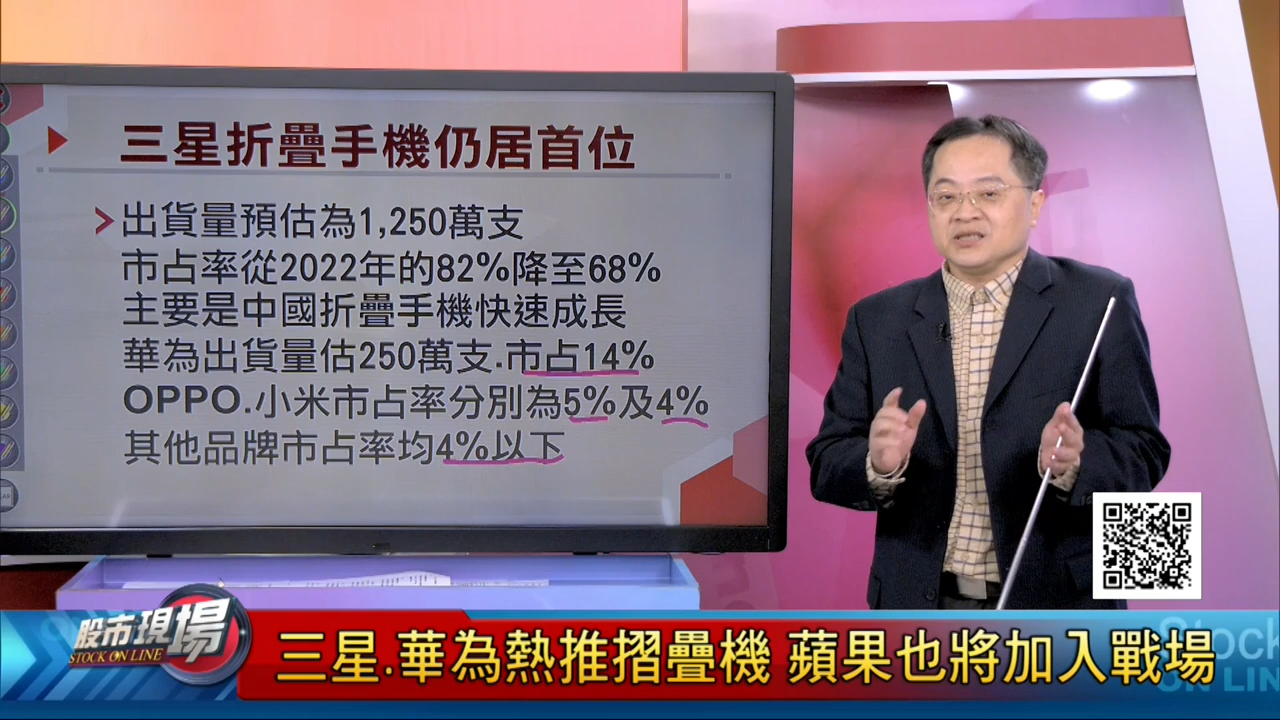 三星折疊手機仍居首位
出貨量預估為1,250萬支
市占率從2022年的82%降至68%
主要是中國折疊手機快速成長
華為出貨量估250萬支.市占14%
OPPO.小米市占率分別為5%及4%
其他品牌市占率均4%以下
股市現場
STOCK ON LINE
三星.華為熱推摺疊機 蘋果也將加入戰場
Stock
ON LIN